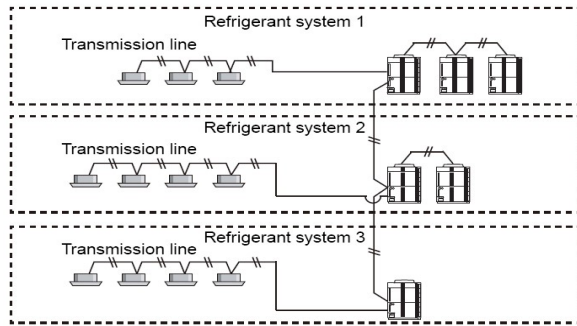 Refrigerant system 1
Transmission line
Refrigerant system 2
Transmission line
Refrigerant system 3
Transmission line